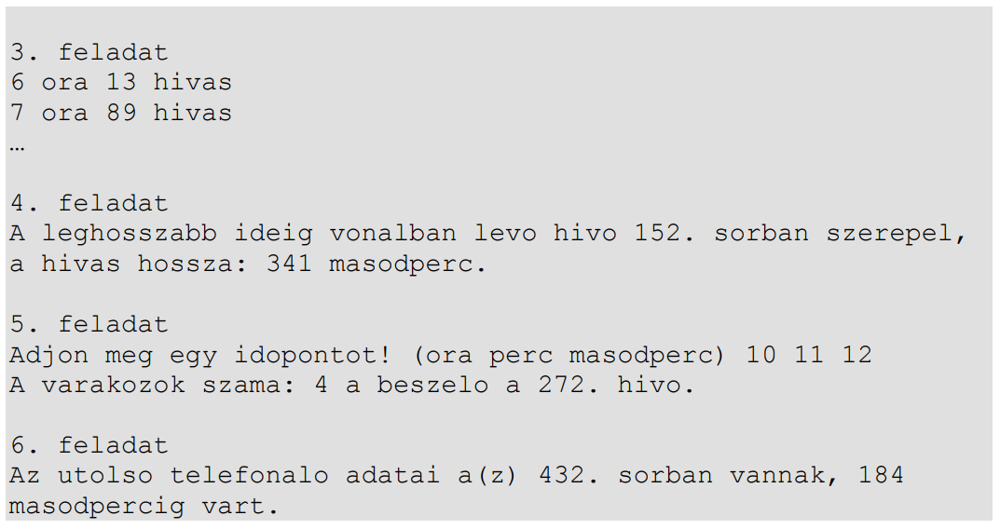 3. feladat
6 ora 13 hivas
7 ora 89 hivas
…
4. feladat
A leghosszabb ideig vonalban levo hivo 152. sorban szerepel,
a hivas hossza: 341 masodperc.
5. feladat
Adjon meg egy idopontot! (ora perc masodperc) 10 11 12
A varakozok szama: 4 a beszelo a 272. hivo.
6. feladat
Az utolso telefonalo adatai a(z) 432. sorban vannak, 184
masodpercig vart.